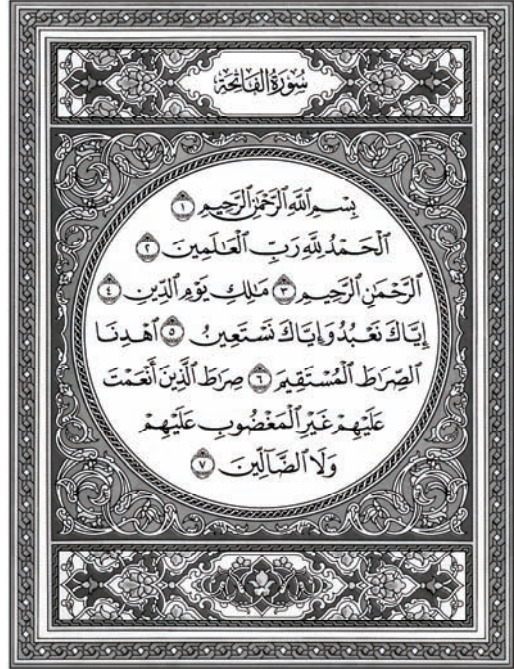 سُورَةُ الْفَاتِحَةِ
بِسْمِ ٱللَّهِ ٱلرَّحْمَٰنِ ٱلرَّحِيمِ ١
ٱلْحَمْدُ لِلَّهِ رَبِّ ٱلْعَٰلَمِينَ ٢
ٱلرَّحْمَٰنِ ٱلرَّحِيمِ ٣ مَٰلِكِ يَوْمِ ٱلدِّينِ ٤
إِيَّاكَ نَعْبُدُ وَإِيَّاكَ نَسْتَعِينُ ٥ ٱهْدِنَا
ٱلصِّرَٰطَ ٱلْمُسْتَقِيمَ ٦ صِرَٰطَ ٱلَّذِينَ أَنْعَمْتَ
عَلَيْهِمْ غَيْرِ ٱلْمَغْضُوبِ عَلَيْهِمْ
وَلَا ٱلضَّآلِّينَ ٧